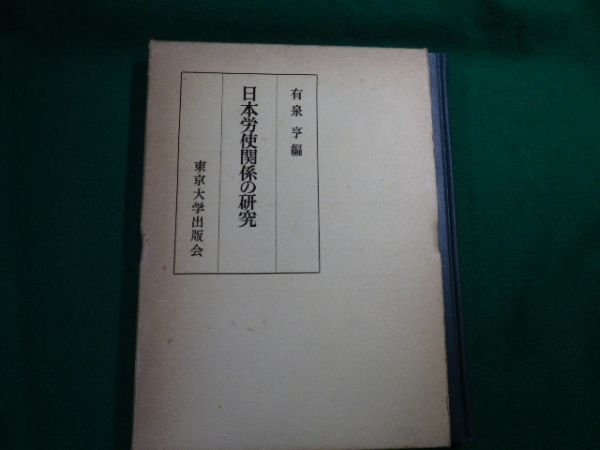 有泉亨編
日本労使関係の研究
東京大学出版会